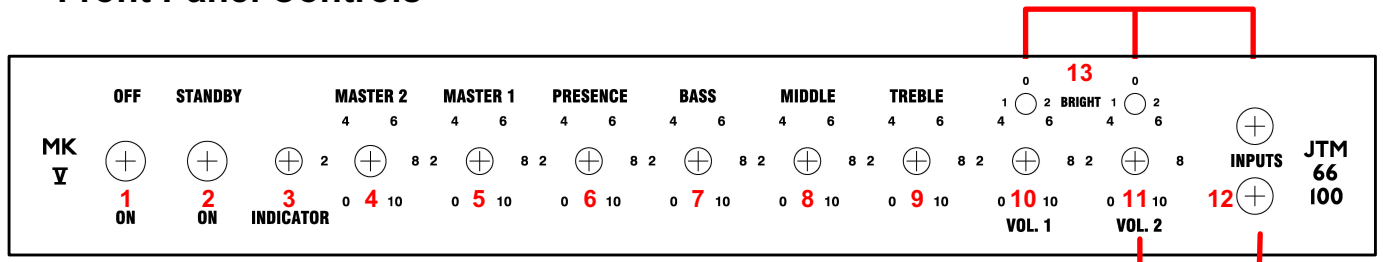 Front Panel Controls
13
0 0
OFF STANDBY MASTER 2 MASTER 1 PRESENCE BASS MIDDLE TREBLE 1 2 BRIGHT 1 2
4 6 4 6 4 6 4 6 4 6 4 6 4 6 4 6
MK V 2 8 2 8 2 8 2 8 2 8 2 8 2 8 2 8 INPUTS JTM 66 100
1 2 3 0 4 10 0 5 10 0 6 10 0 7 10 0 8 10 0 9 10 0 10 10 0 11 10 12
ON ON INDICATOR VOL. 1 VOL. 2